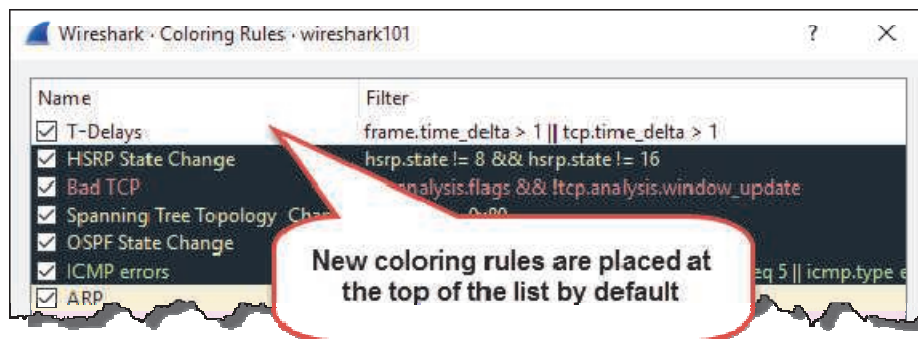 Wireshark · Coloring Rules · wireshark101 ? ×
Name Filter
T-Delays frame.time_delta > 1 || tcp.time_delta > 1
HSRP State Change hsrp.state != 8 && hsrp.state != 16
Bad TCP analysis.flags && !tcp.analysis.window_update
Spanning Tree Topology Chan 0x80
OSPF State Change
ICMP errors eq 5 || icmp.type e
ARP
New coloring rules are placed at
the top of the list by default